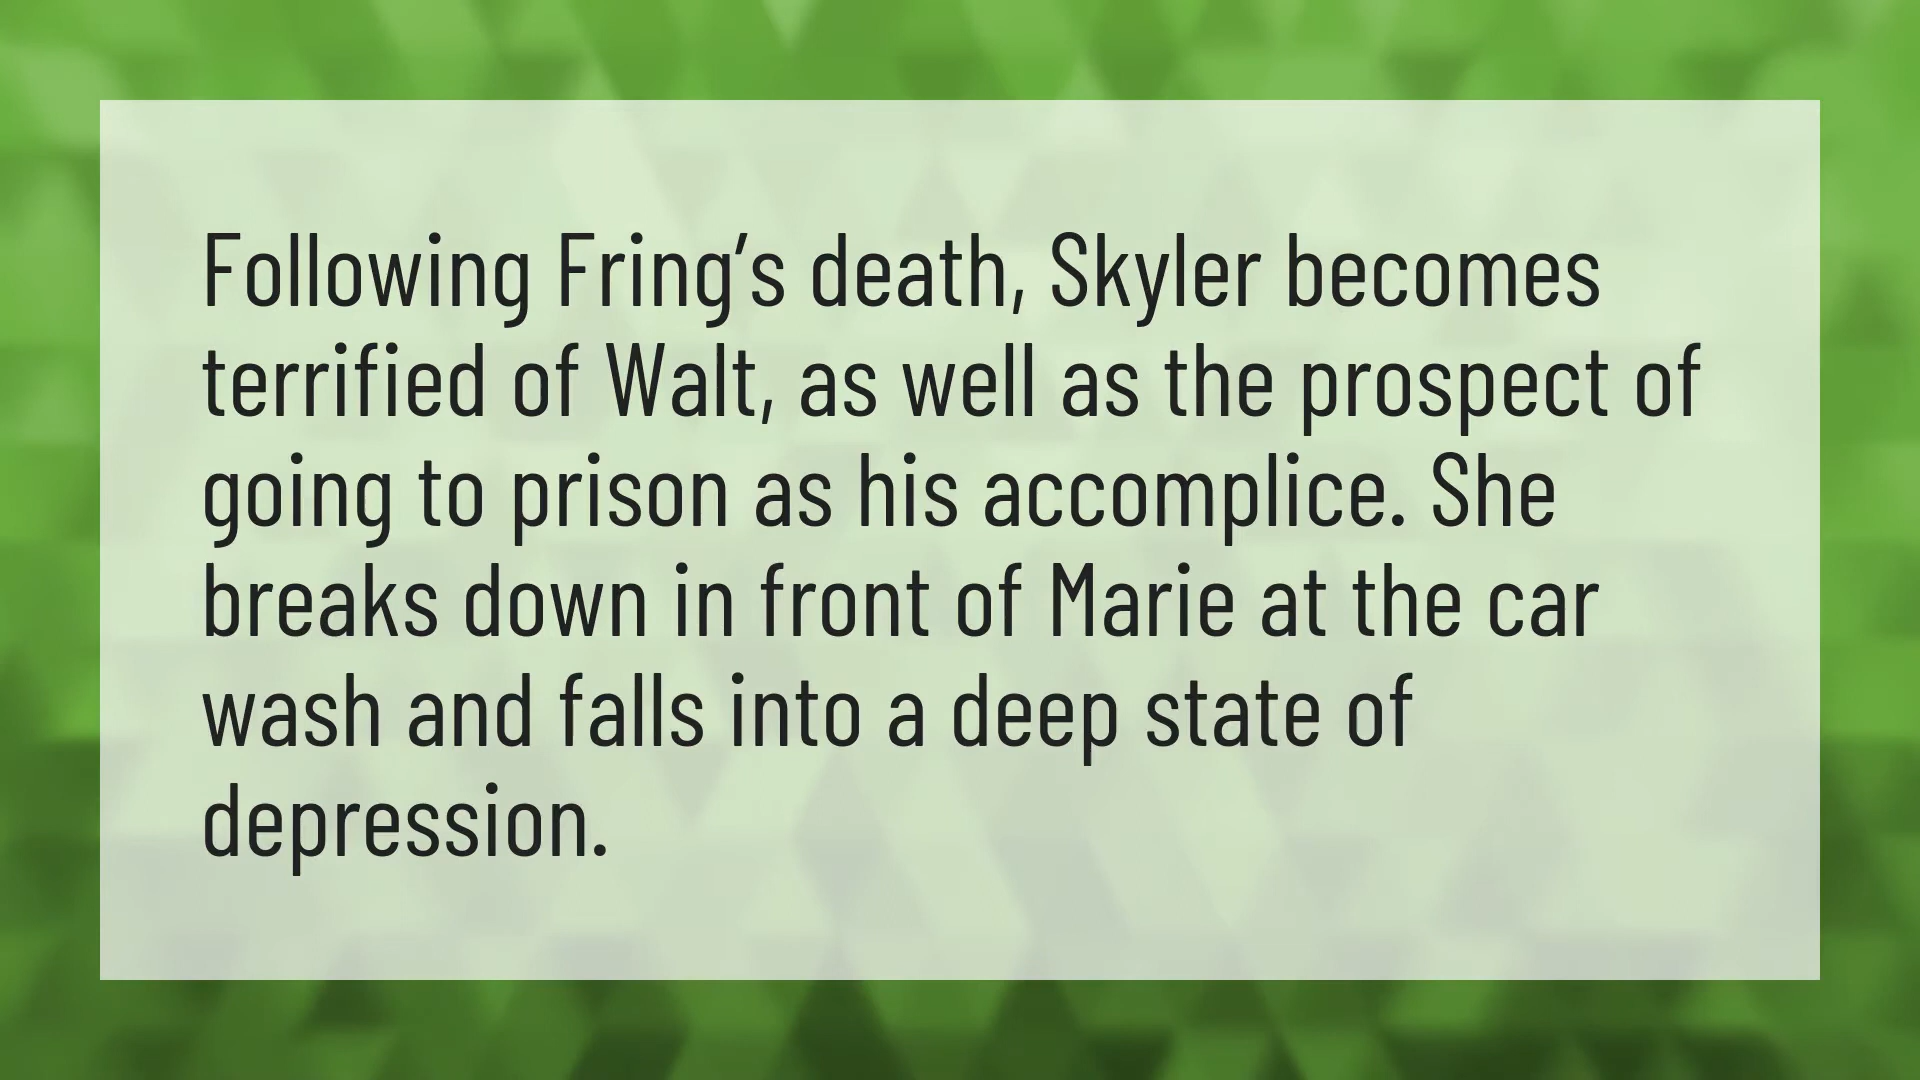 Following Fring’s death, Skyler becomes
terrified of Walt, as well as the prospect of
going to prison as his accomplice. She
breaks down in front of Marie at the car
wash and falls into a deep state of
depression.